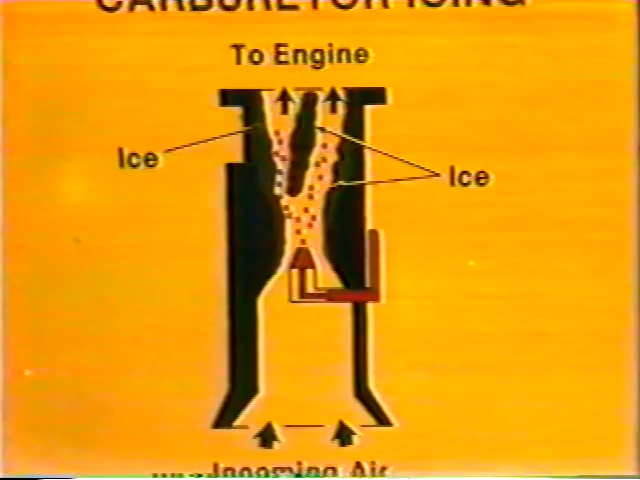 CARBURETOR ICING
To Engine
Ice
Ice
Incoming Air